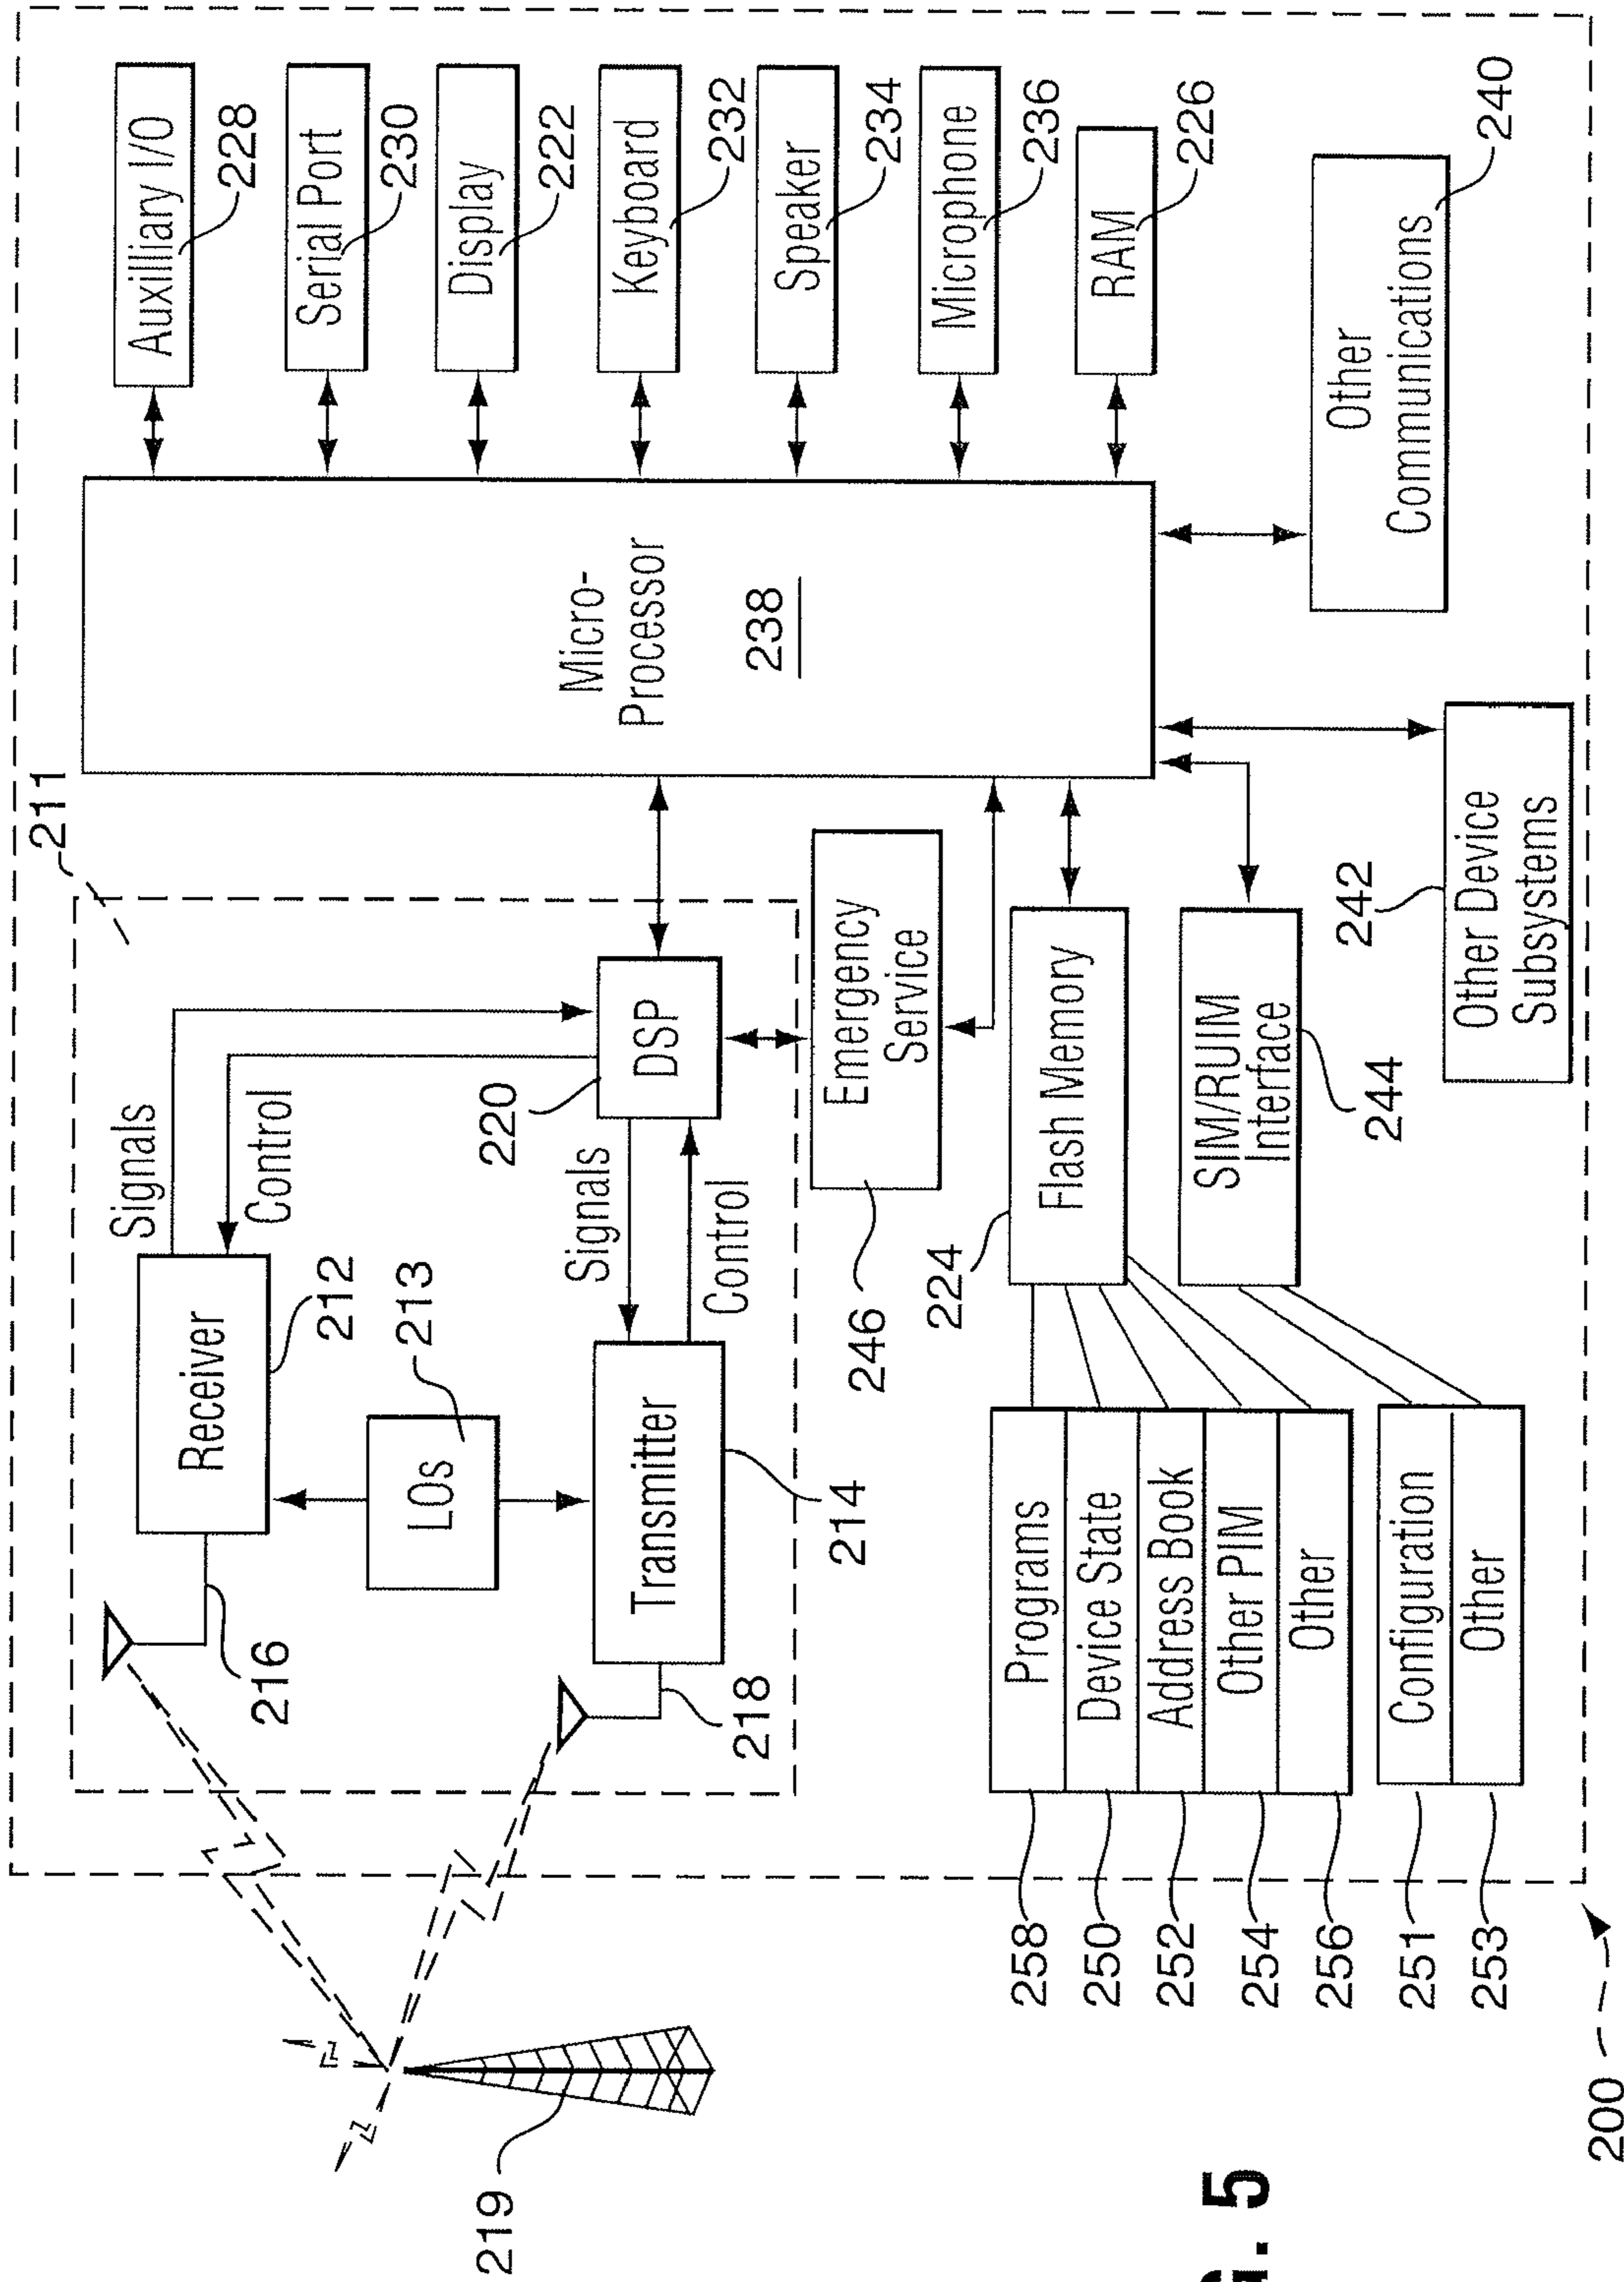 211
Signals
Receiver
212
Control
216
LOs
213
220
DSP
Signals
Transmitter
Control
218
214
219
Micro-
Processor
238
Auxilliary I/O
228
Serial Port
230
Display
222
Keyboard
232
Speaker
234
Microphone
236
RAM
226
Other
Communications
240
Emergency
Service
246
Flash Memory
224
SIM/RUIM
Interface
244
Other Device
Subsystems
242
Programs
Device State
Address Book
Other PIM
Other
Configuration
Other
258
250
252
254
256
251
253
200
5